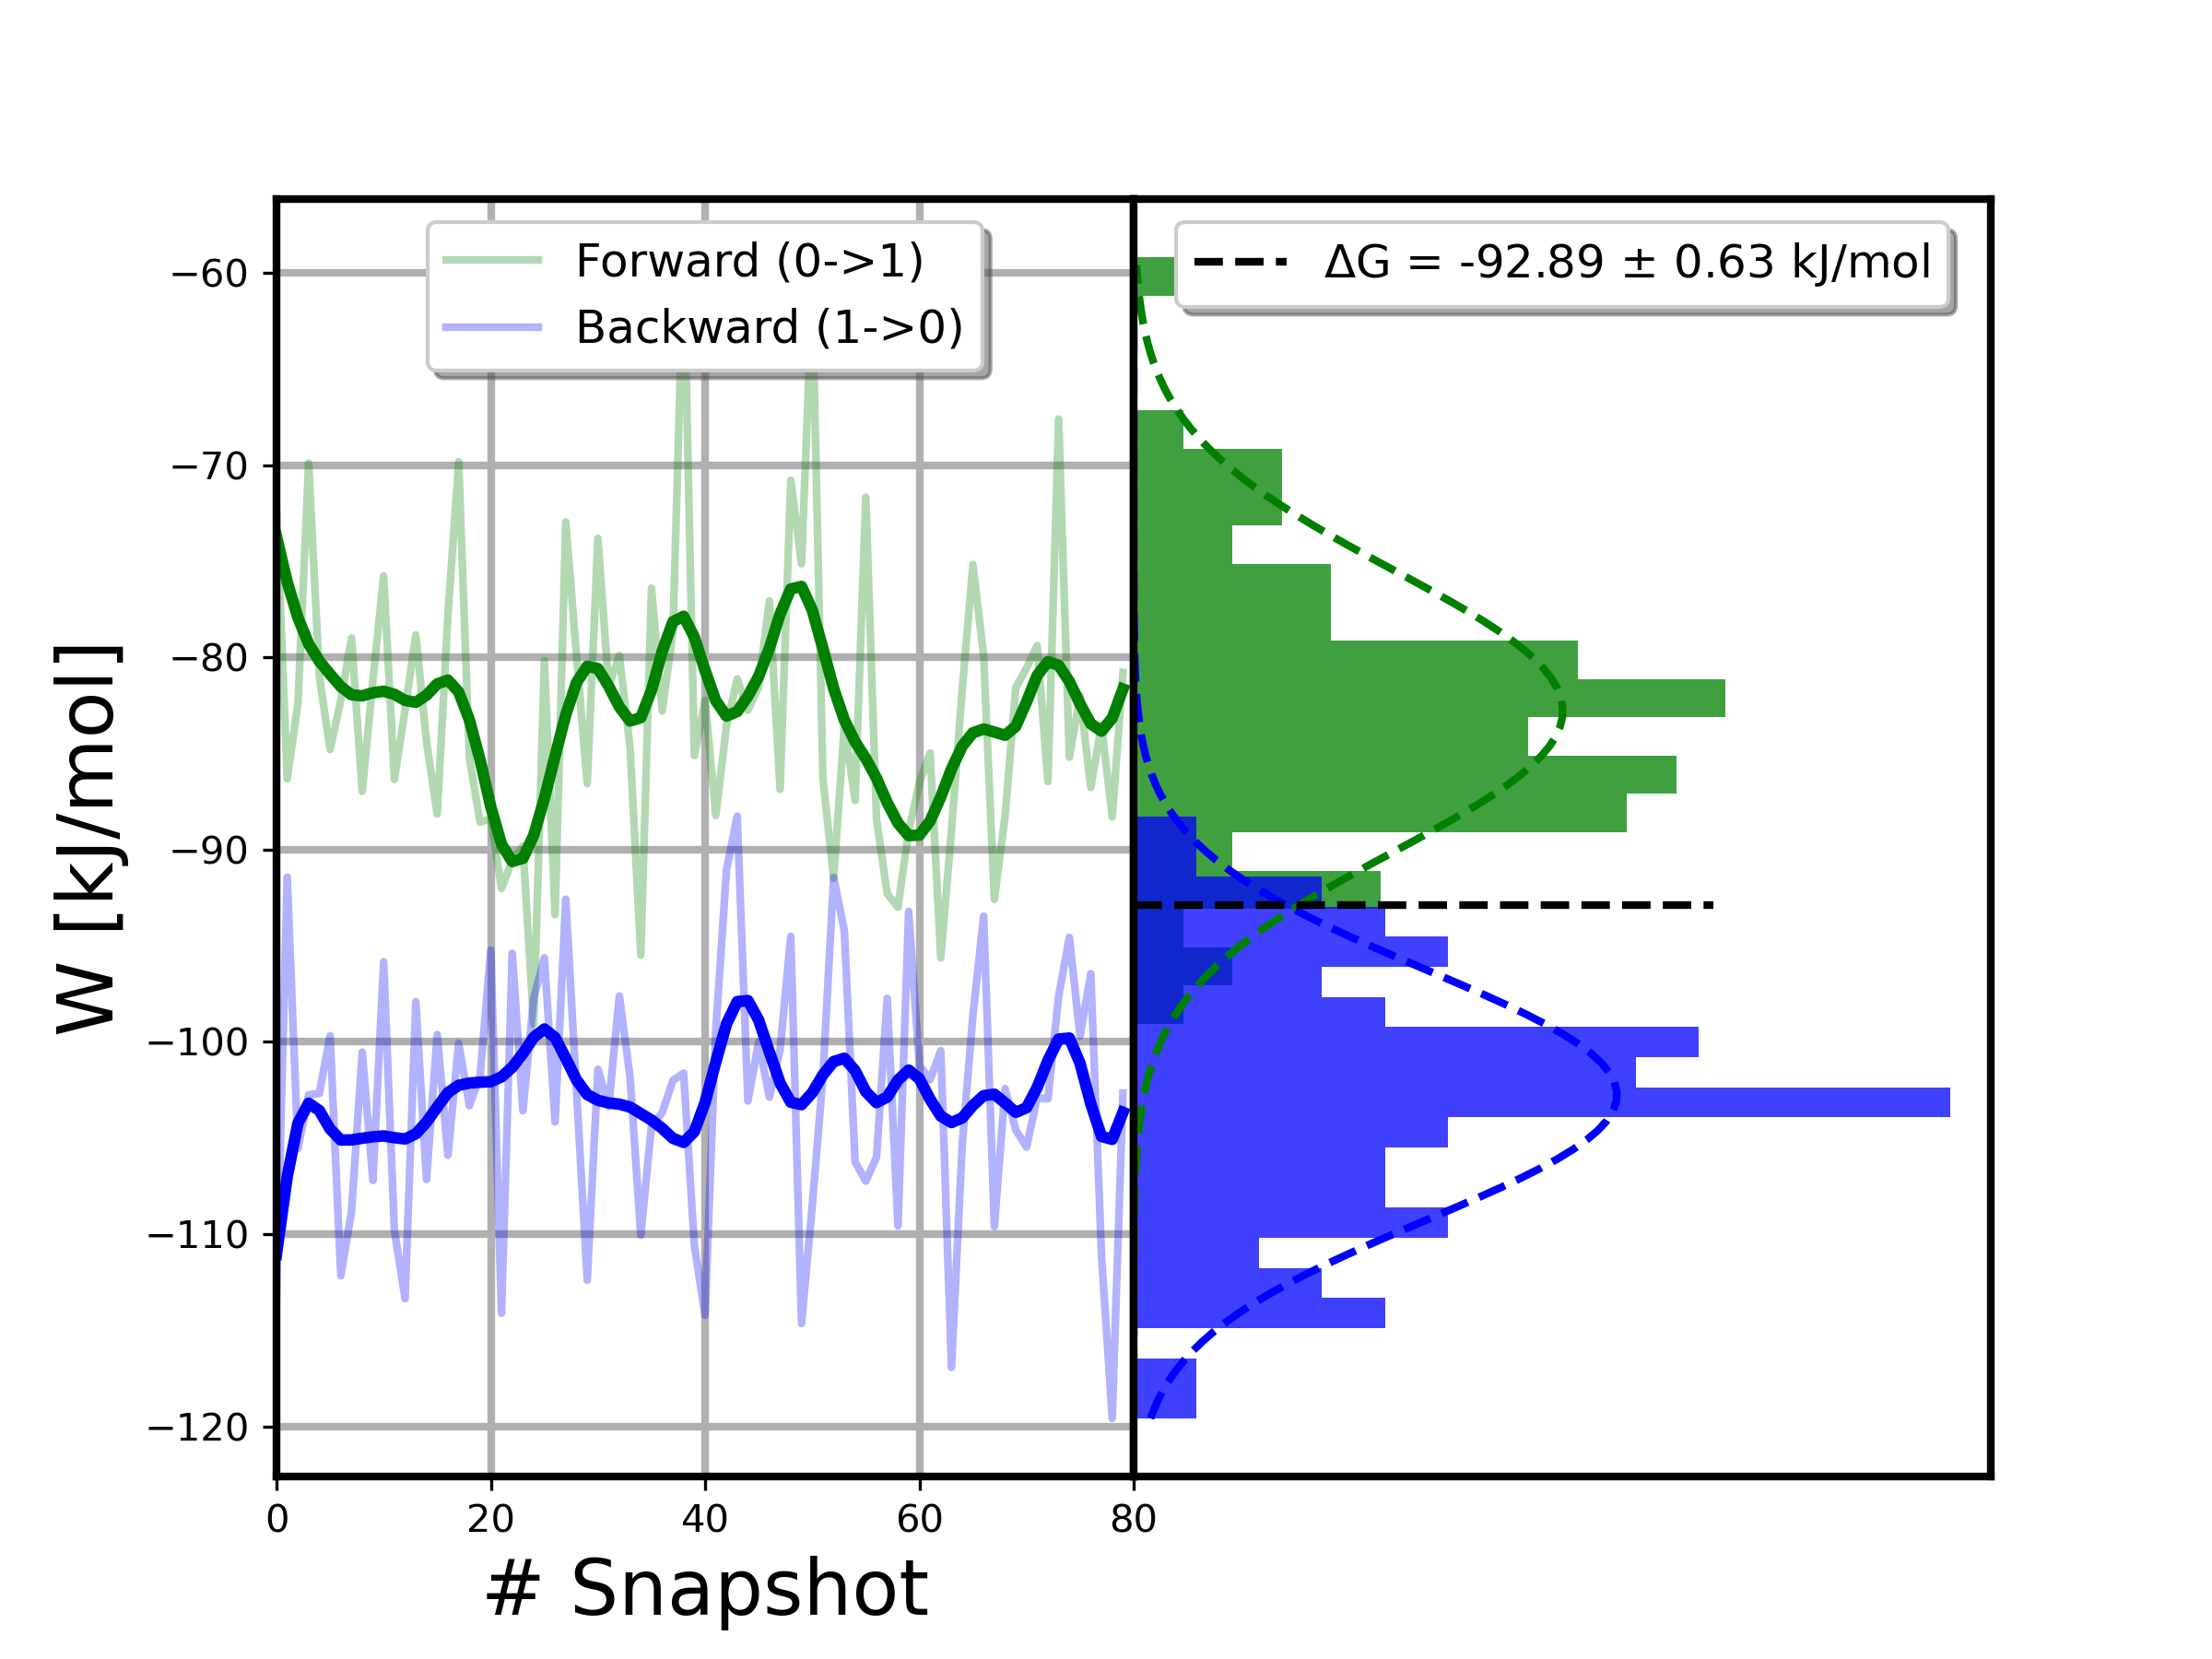 Forward (0->1)
Backward (1->0)
ΔG = -92.89 ± 0.63 kJ/mol
−60
−70
−80
−90
−100
−110
−120
W [kJ/mol]
0 20 40 60 80
# Snapshot